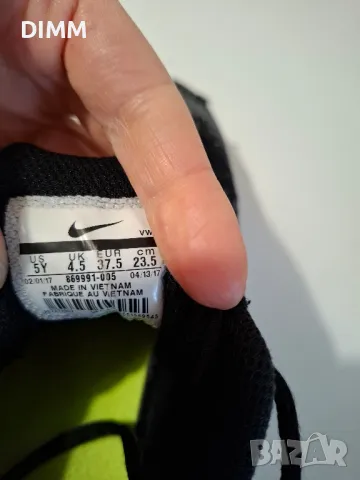 DIMM
VW
US UK EUR cm
5Y 4.5 37.5 23.5
02/01/17 869991-005 04/13/17
MADE IN VIETNAM
FABRIQUE AU VIETNAM
BAZAR